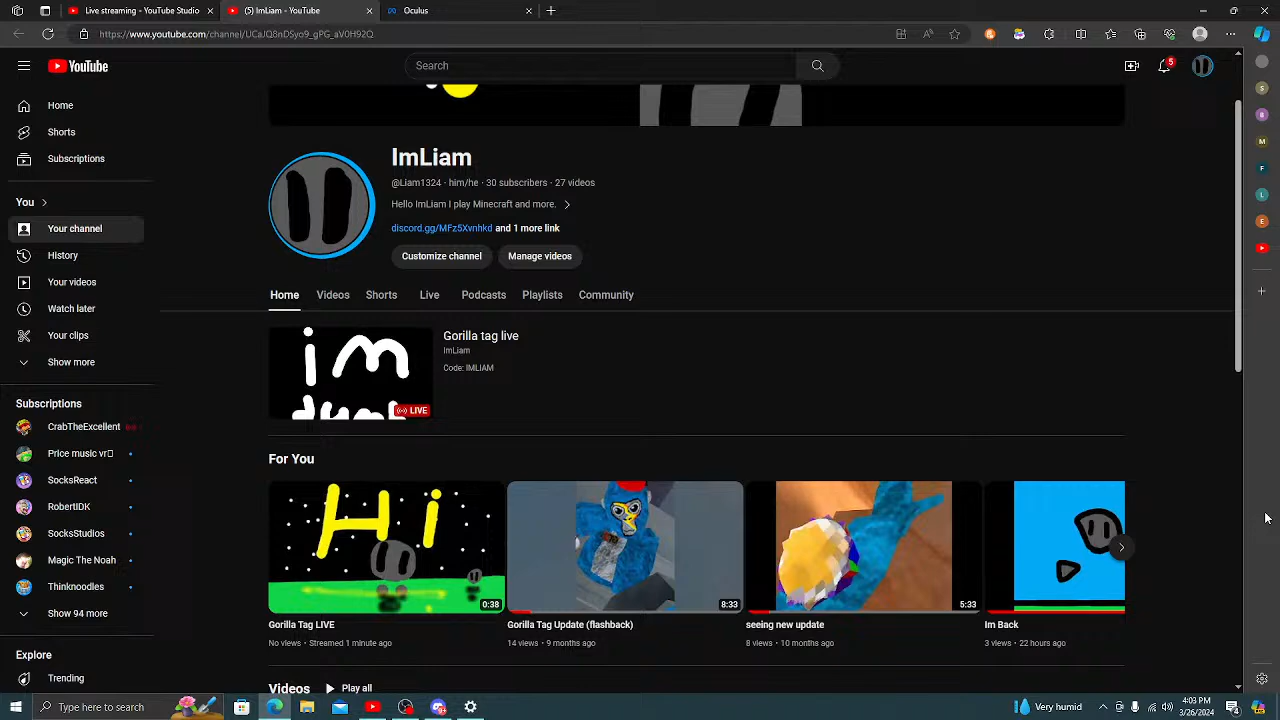 Live streaming - YouTube Studio
(5) ImLiam - YouTube
Oculus
https://www.youtube.com/channel/UCaJQ8nDSyo9_gPG_aV0H92Q
YouTube
Search
5
Home
Shorts
Subscriptions
You
Your channel
History
Your videos
Watch later
Your clips
Show more
Subscriptions
CrabTheExcellent
Price music vr
SocksReact
RobertIDK
SocksStudios
Magic The Noah
Thinknoodles
Show 94 more
Explore
Trending
ImLiam
@Liam1324 · him/he · 30 subscribers · 27 videos
Hello ImLiam I play Minecraft and more.
discord.gg/MFz5Xvnhkd and 1 more link
Customize channel
Manage videos
Home
Videos
Shorts
Live
Podcasts
Playlists
Community
im
LIVE
Gorilla tag live
ImLiam
Code: IMLIAM
For You
Hi
0:38
8:33
5:33
Gorilla Tag LIVE
No views · Streamed 1 minute ago
Gorilla Tag Update (flashback)
14 views · 9 months ago
seeing new update
8 views · 10 months ago
Im Back
3 views · 22 hours ago
Videos
Play all
S
B
M
F
L
E
Type here to search
Very humid
4:03 PM
3/26/2024